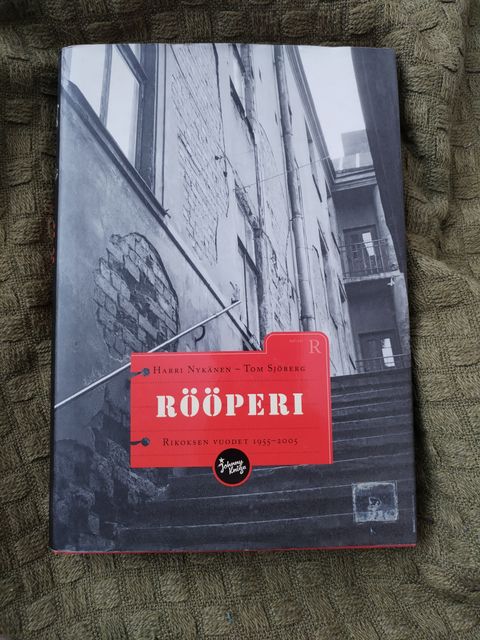 R
HARRI NYKÄNEN – TOM SJÖBERG
RÖÖPERI
RIKOKSEN VUODET 1955–2005
Johnny
Kniga